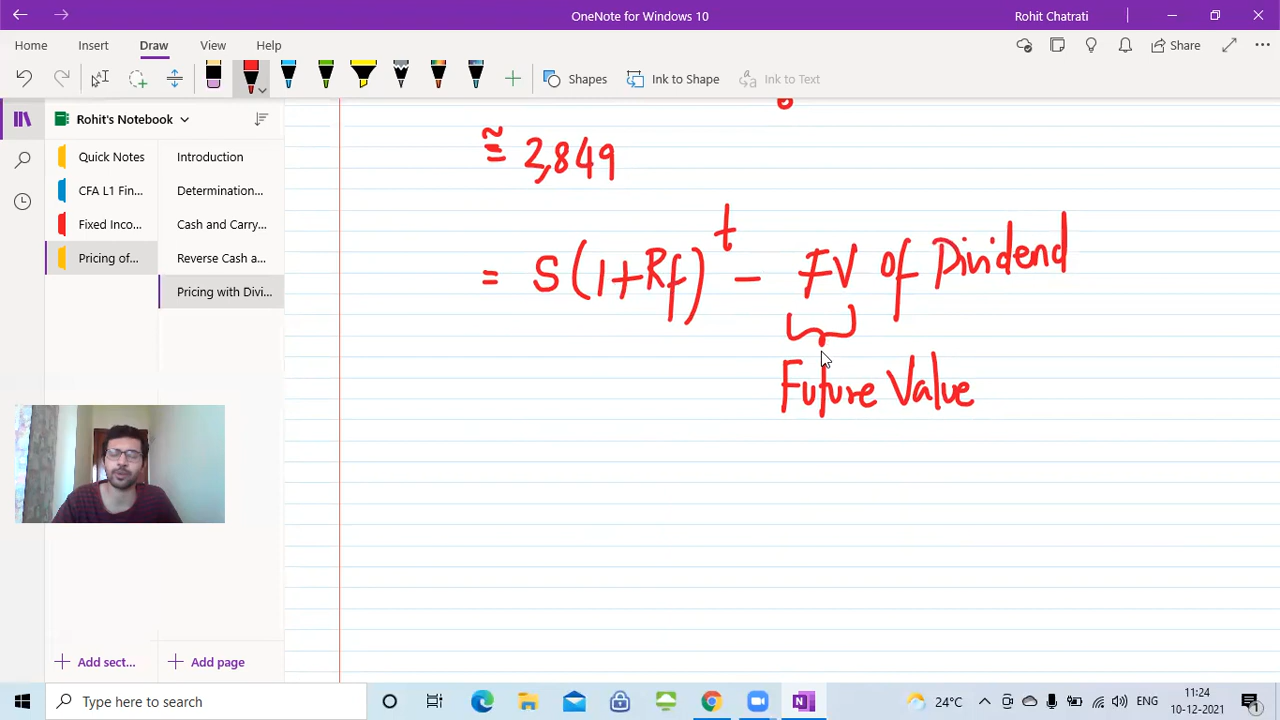 OneNote for Windows 10
Rohit Chatrati
Home Insert Draw View Help
Share
Shapes
Ink to Shape
Ink to Text
Rohit's Notebook
Quick Notes
CFA L1 Fin...
Fixed Inco...
Pricing of...
Introduction
Determination...
Cash and Carry...
Reverse Cash a...
Pricing with Divi...
≅ 2,849
= S(1+Rf)^t - FV of Dividend
Future Value
Add sect...
Add page
Type here to search
24°C
ENG
11:24
10-12-2021